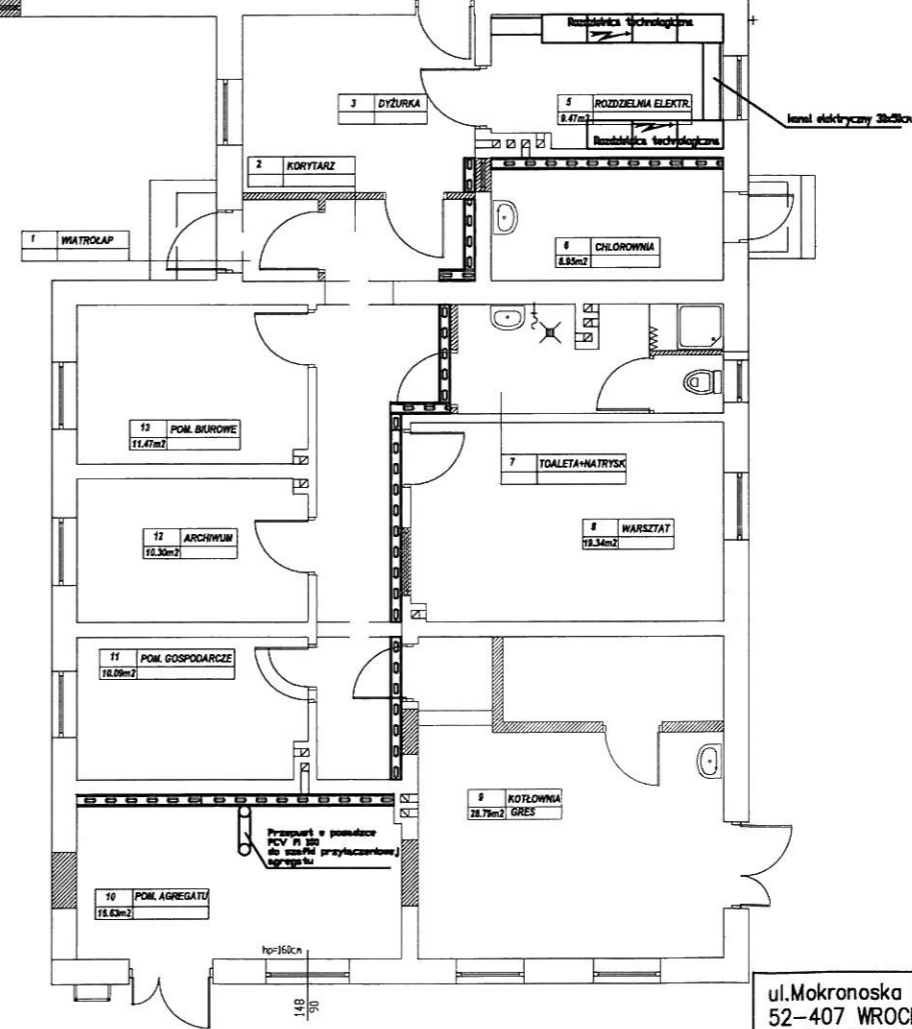 Rozdzielnica technologiczna
3 DYŻURKA
5 ROZDZIELNIA ELEKTR.
9.47m2
kanał elektryczny 30x50cm
Rozdzielnica technologiczna
2 KORYTARZ
1 WIATROŁAP
6 CHLOROWNIA
8.95m2
13 POM. BIUROWE
11.47m2
7 TOALETA+NATRYSK
12 ARCHIWUM
10.30m2
8 WARSZTAT
19.34m2
11 POM. GOSPODARCZE
10.09m2
9 KOTŁOWNIA
28.79m2 GRES
Przepust w posadzce
PCV
do szafki przyłączeniowej
agregatu
10 POM. AGREGATU
hp=160cm
148
90
ul.Mokronoska
52-407 WROCŁ